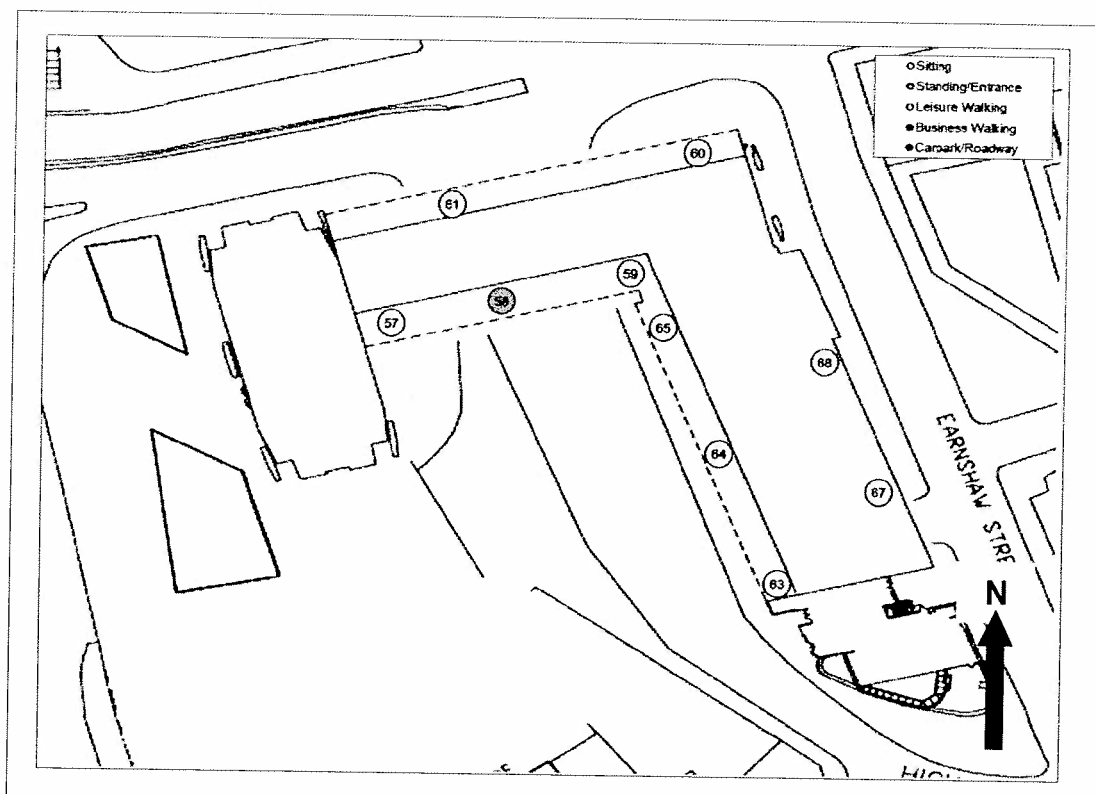 Sitting
Standing/Entrance
Leisure Walking
Business Walking
Carpark/Roadway
60
61
59
58
57
65
68
64
67
63
EARNSHAW STRE
N
HIGH